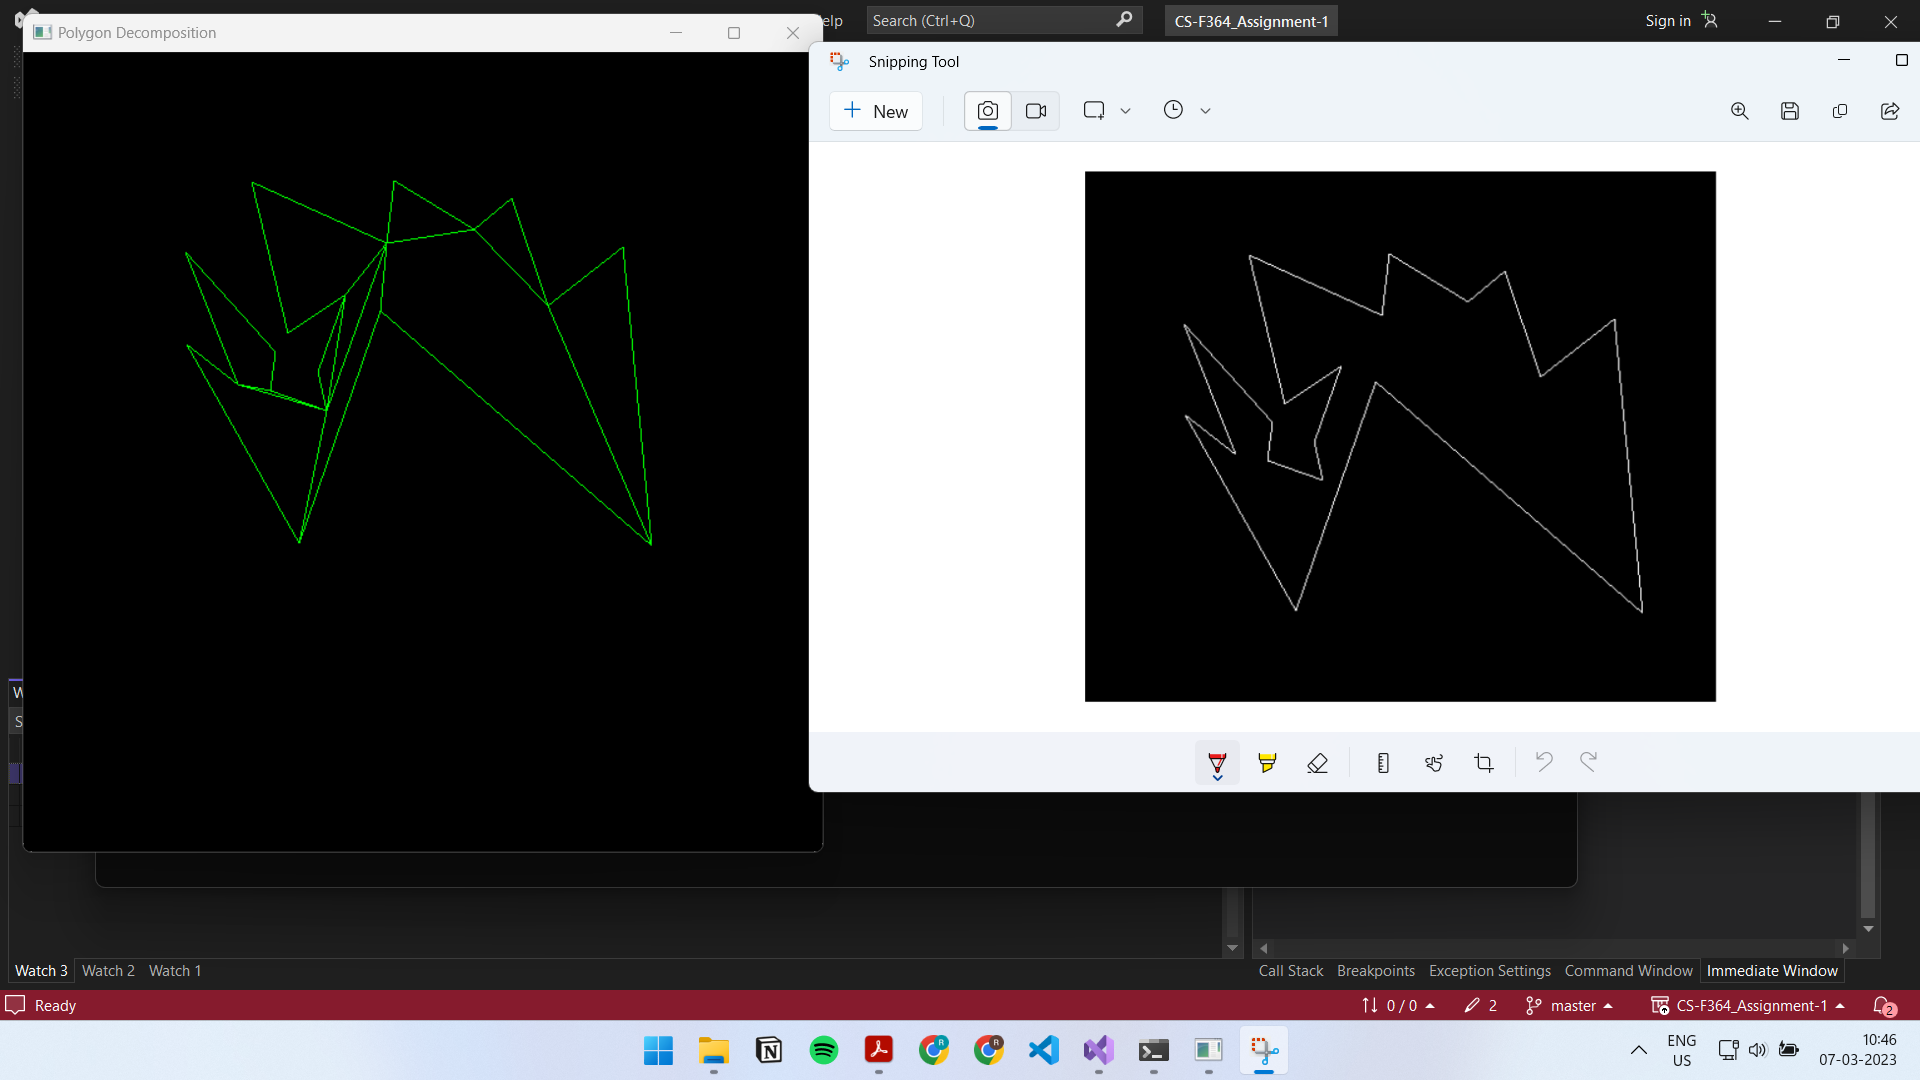 Polygon Decomposition
elp
Search (Ctrl+Q)
CS-F364_Assignment-1
Sign in
Snipping Tool
New
W
S
Watch 3 Watch 2 Watch 1
Call Stack Breakpoints Exception Settings Command Window Immediate Window
Ready
0 / 0 2 master CS-F364_Assignment-1 2
R R
ENG
US
10:46
07-03-2023